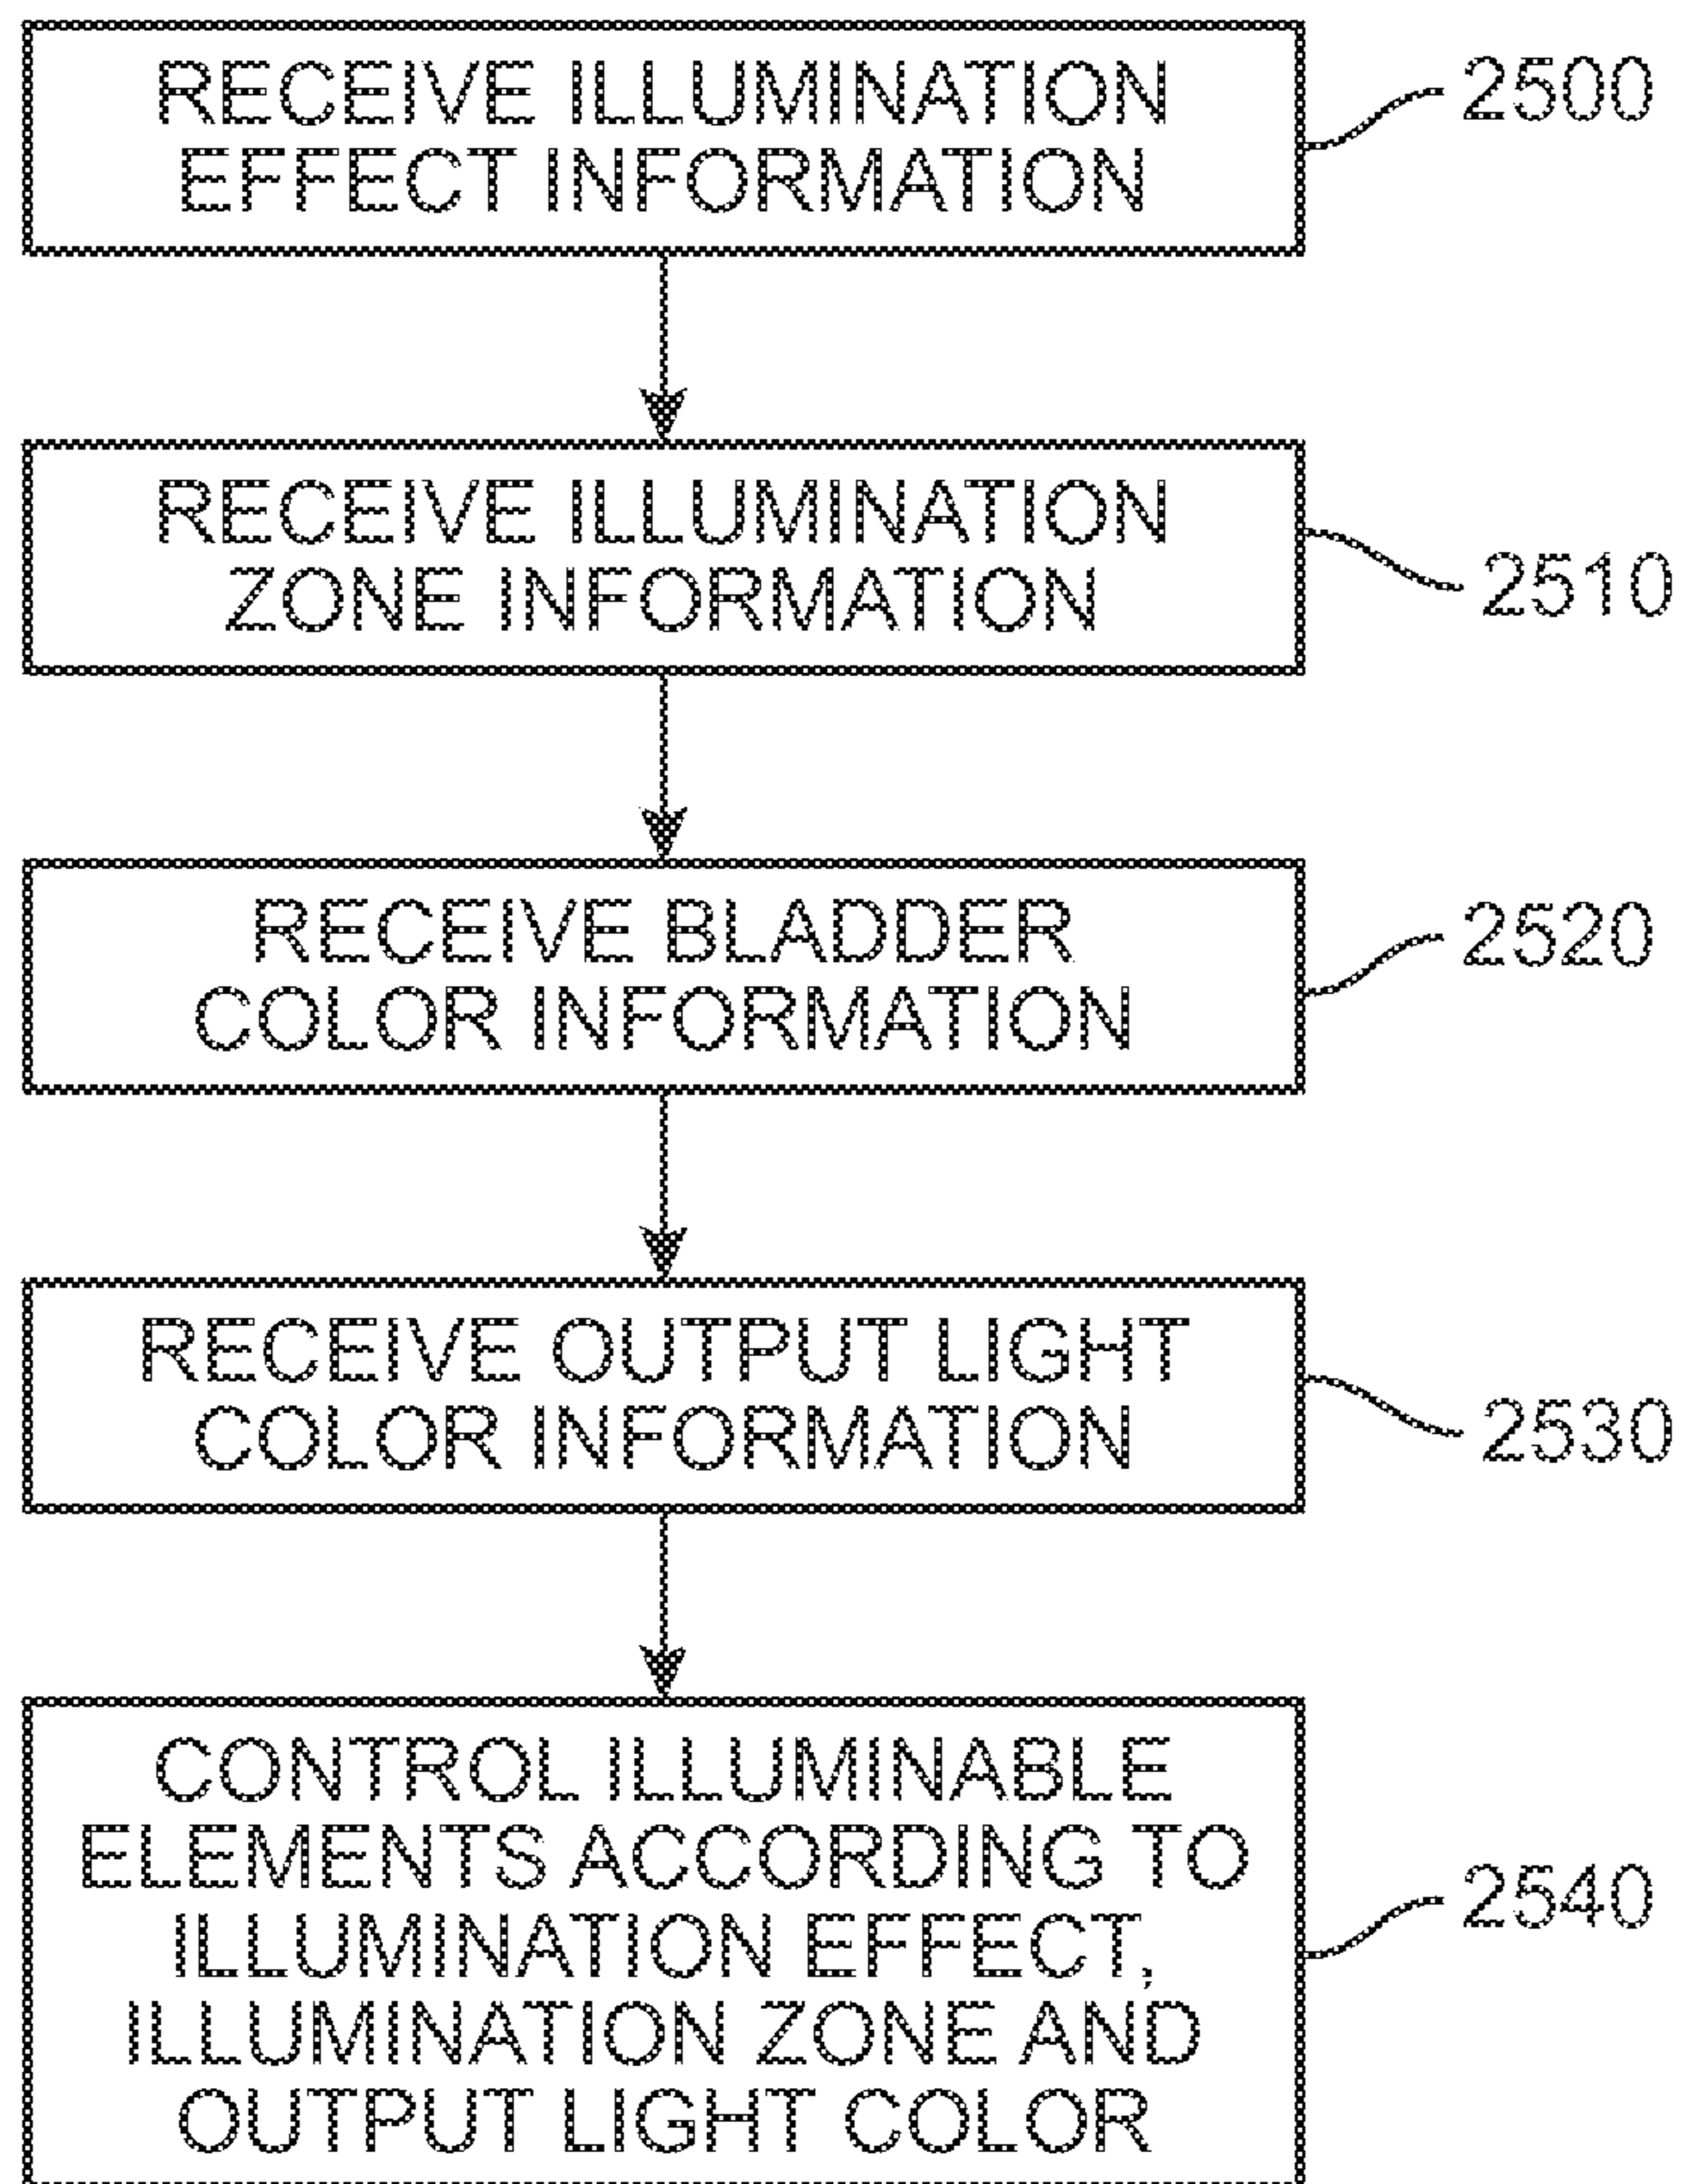 RECEIVE ILLUMINATION
EFFECT INFORMATION
2500
RECEIVE ILLUMINATION
ZONE INFORMATION
2510
RECEIVE BLADDER
COLOR INFORMATION
2520
RECEIVE OUTPUT LIGHT
COLOR INFORMATION
2530
CONTROL ILLUMINABLE
ELEMENTS ACCORDING TO
ILLUMINATION EFFECT,
ILLUMINATION ZONE AND
OUTPUT LIGHT COLOR
2540